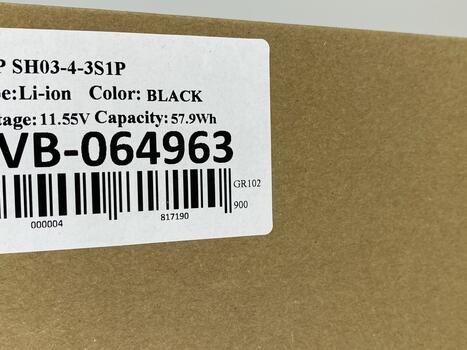 P SH03-4-3S1P
e:Li-ion Color: BLACK
tage:11.55V Capacity:57.9Wh
VB-064963
GR102
900
000004 817190